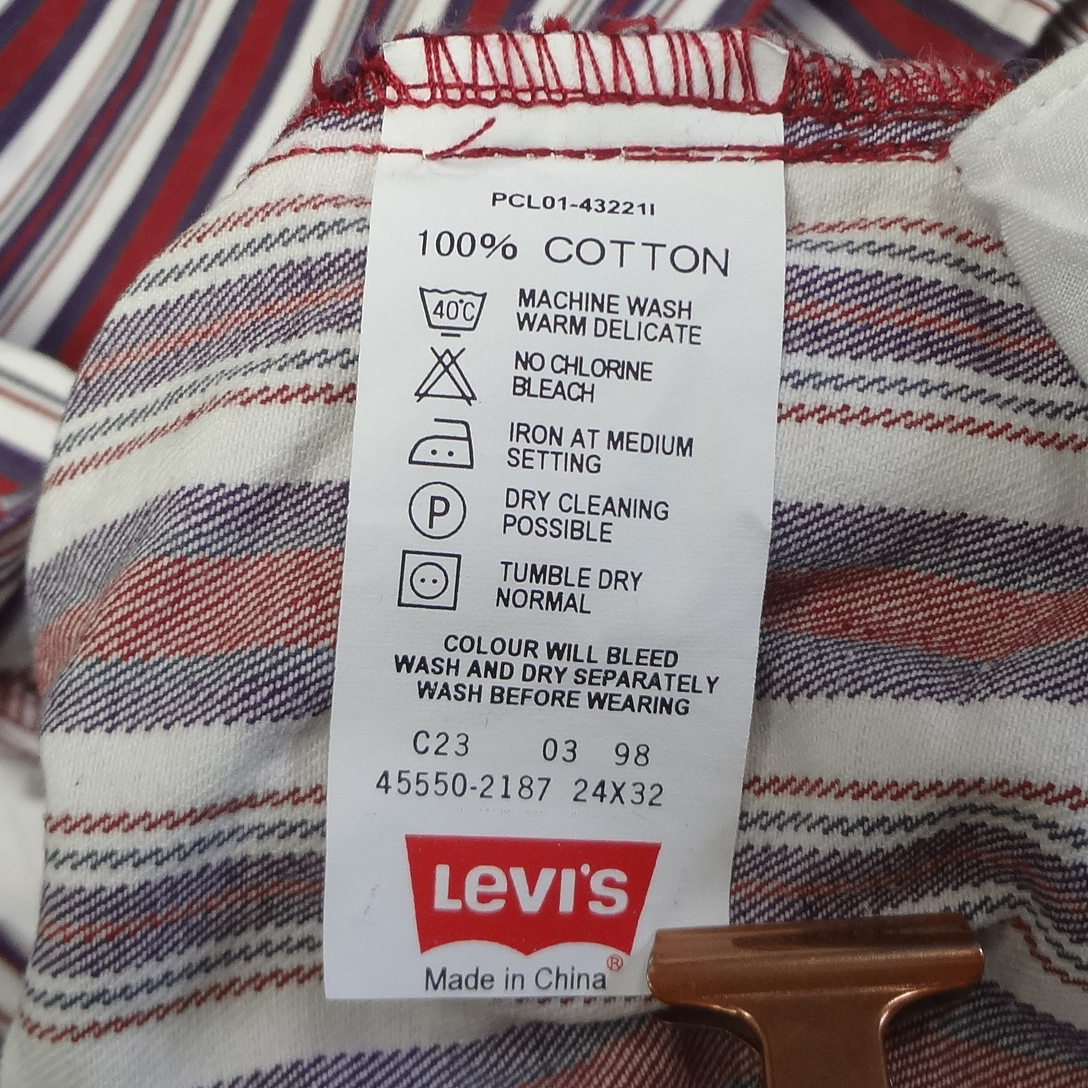 PCL01-43221I
100% COTTON
40°C
MACHINE WASH
WARM DELICATE
NO CHLORINE
BLEACH
IRON AT MEDIUM
SETTING
P
DRY CLEANING
POSSIBLE
TUMBLE DRY
NORMAL
COLOUR WILL BLEED
WASH AND DRY SEPARATELY
WASH BEFORE WEARING
C23 03 98
45550-2187 24X32
LEVI'S
®
Made in China